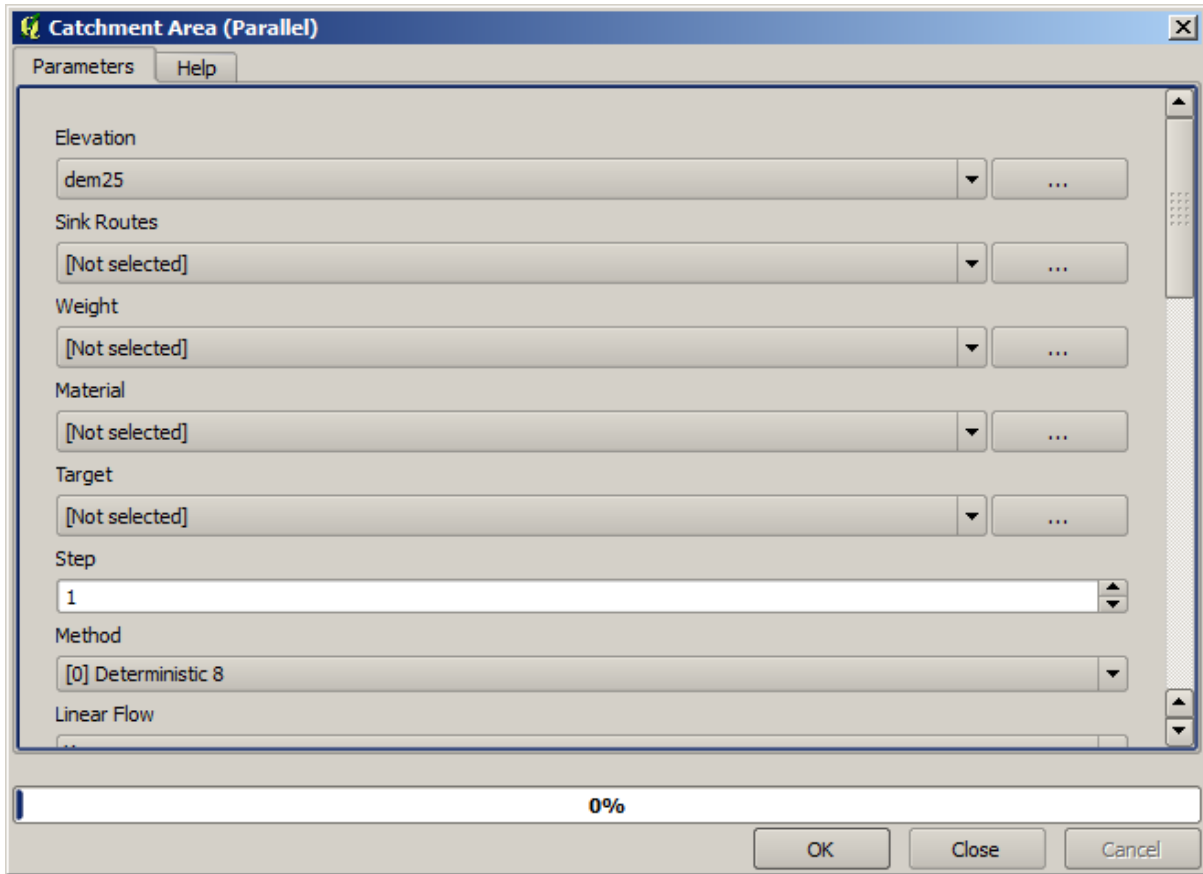 Catchment Area (Parallel)
Parameters Help
Elevation
dem25
...
Sink Routes
[Not selected]
...
Weight
[Not selected]
...
Material
[Not selected]
...
Target
[Not selected]
...
Step
1
Method
[0] Deterministic 8
Linear Flow
0%
OK Close Cancel